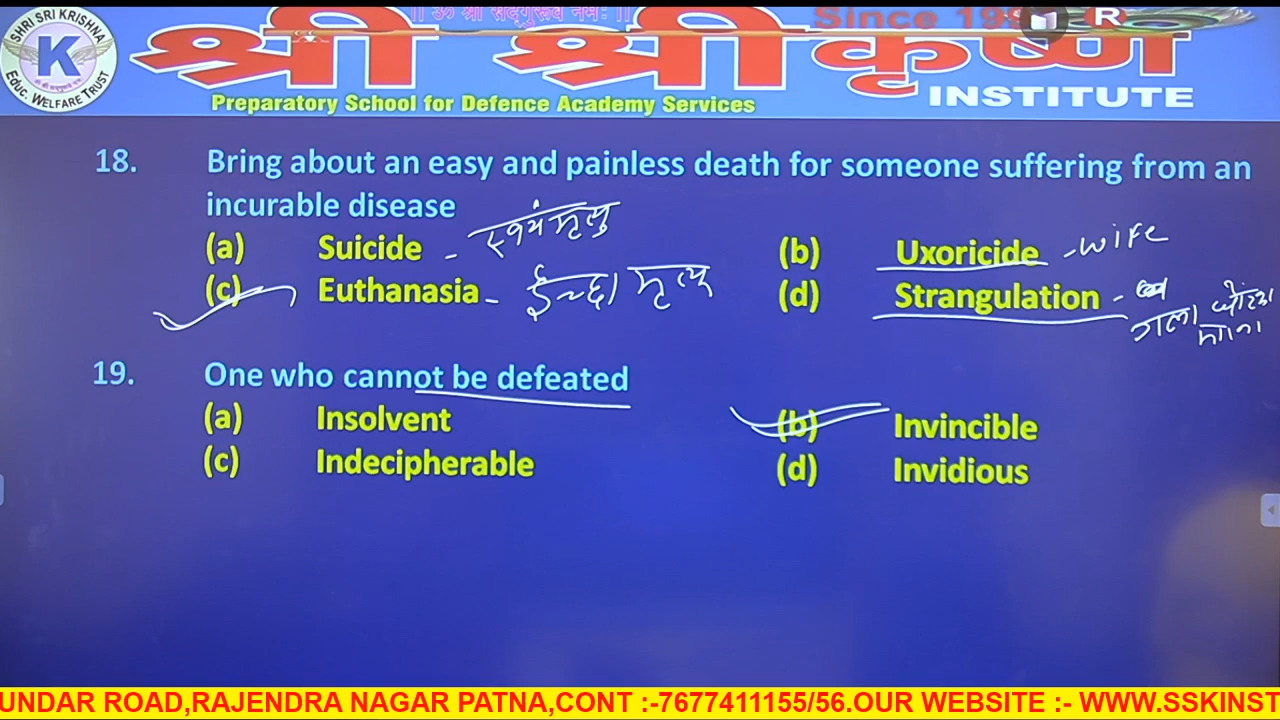 ॥ ॐ श्री सद्गुरूवे नमः ॥
Since 199
R
SHRI SRI KRISHNA
K
Educ. WELFARE TRUST
श्री श्रीकृष्ण
INSTITUTE
Preparatory School for Defence Academy Services
18. Bring about an easy and painless death for someone suffering from an
incurable disease
(a) Suicide - स्वयं मृत्यु (b) Uxoricide - wife
(c) Euthanasia - ईच्छा मृत्यु (d) Strangulation - गला घोटना
19. One who cannot be defeated
(a) Insolvent (b) Invincible
(c) Indecipherable (d) Invidious
UNDAR ROAD,RAJENDRA NAGAR PATNA,CONT :-7677411155/56.OUR WEBSITE :- WWW.SSKINST